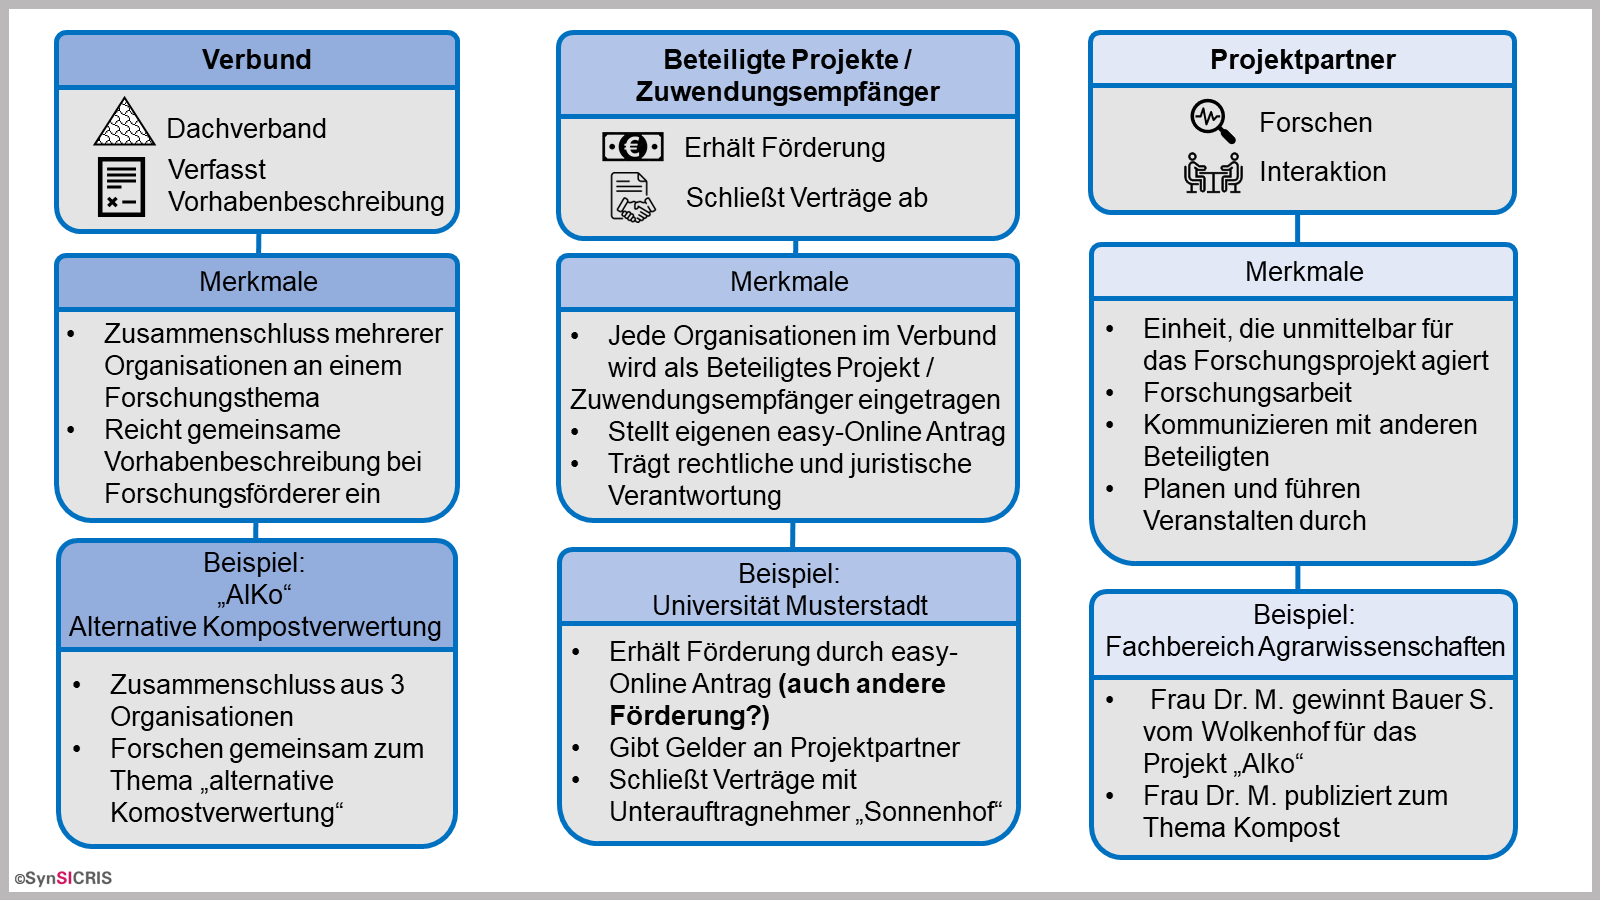 Verbund
Dachverband
Verfasst
Vorhabenbeschreibung
Merkmale
• Zusammenschluss mehrerer
Organisationen an einem
Forschungsthema
• Reicht gemeinsame
Vorhabenbeschreibung bei
Forschungsförderer ein
Beispiel:
„AlKo“
Alternative Kompostverwertung
• Zusammenschluss aus 3
Organisationen
• Forschen gemeinsam zum
Thema „alternative
Komostverwertung“
Beteiligte Projekte /
Zuwendungsempfänger
€
Erhält Förderung
Schließt Verträge ab
Merkmale
• Jede Organisationen im Verbund
wird als Beteiligtes Projekt /
Zuwendungsempfänger eingetragen
• Stellt eigenen easy-Online Antrag
• Trägt rechtliche und juristische
Verantwortung
Beispiel:
Universität Musterstadt
• Erhält Förderung durch easy-
Online Antrag (auch andere
Förderung?)
• Gibt Gelder an Projektpartner
• Schließt Verträge mit
Unterauftragnehmer „Sonnenhof“
Projektpartner
Forschen
Interaktion
Merkmale
• Einheit, die unmittelbar für
das Forschungsprojekt agiert
• Forschungsarbeit
• Kommunizieren mit anderen
Beteiligten
• Planen und führen
Veranstalten durch
Beispiel:
Fachbereich Agrarwissenschaften
• Frau Dr. M. gewinnt Bauer S.
vom Wolkenhof für das
Projekt „Alko“
• Frau Dr. M. publiziert zum
Thema Kompost
©SynSICRIS